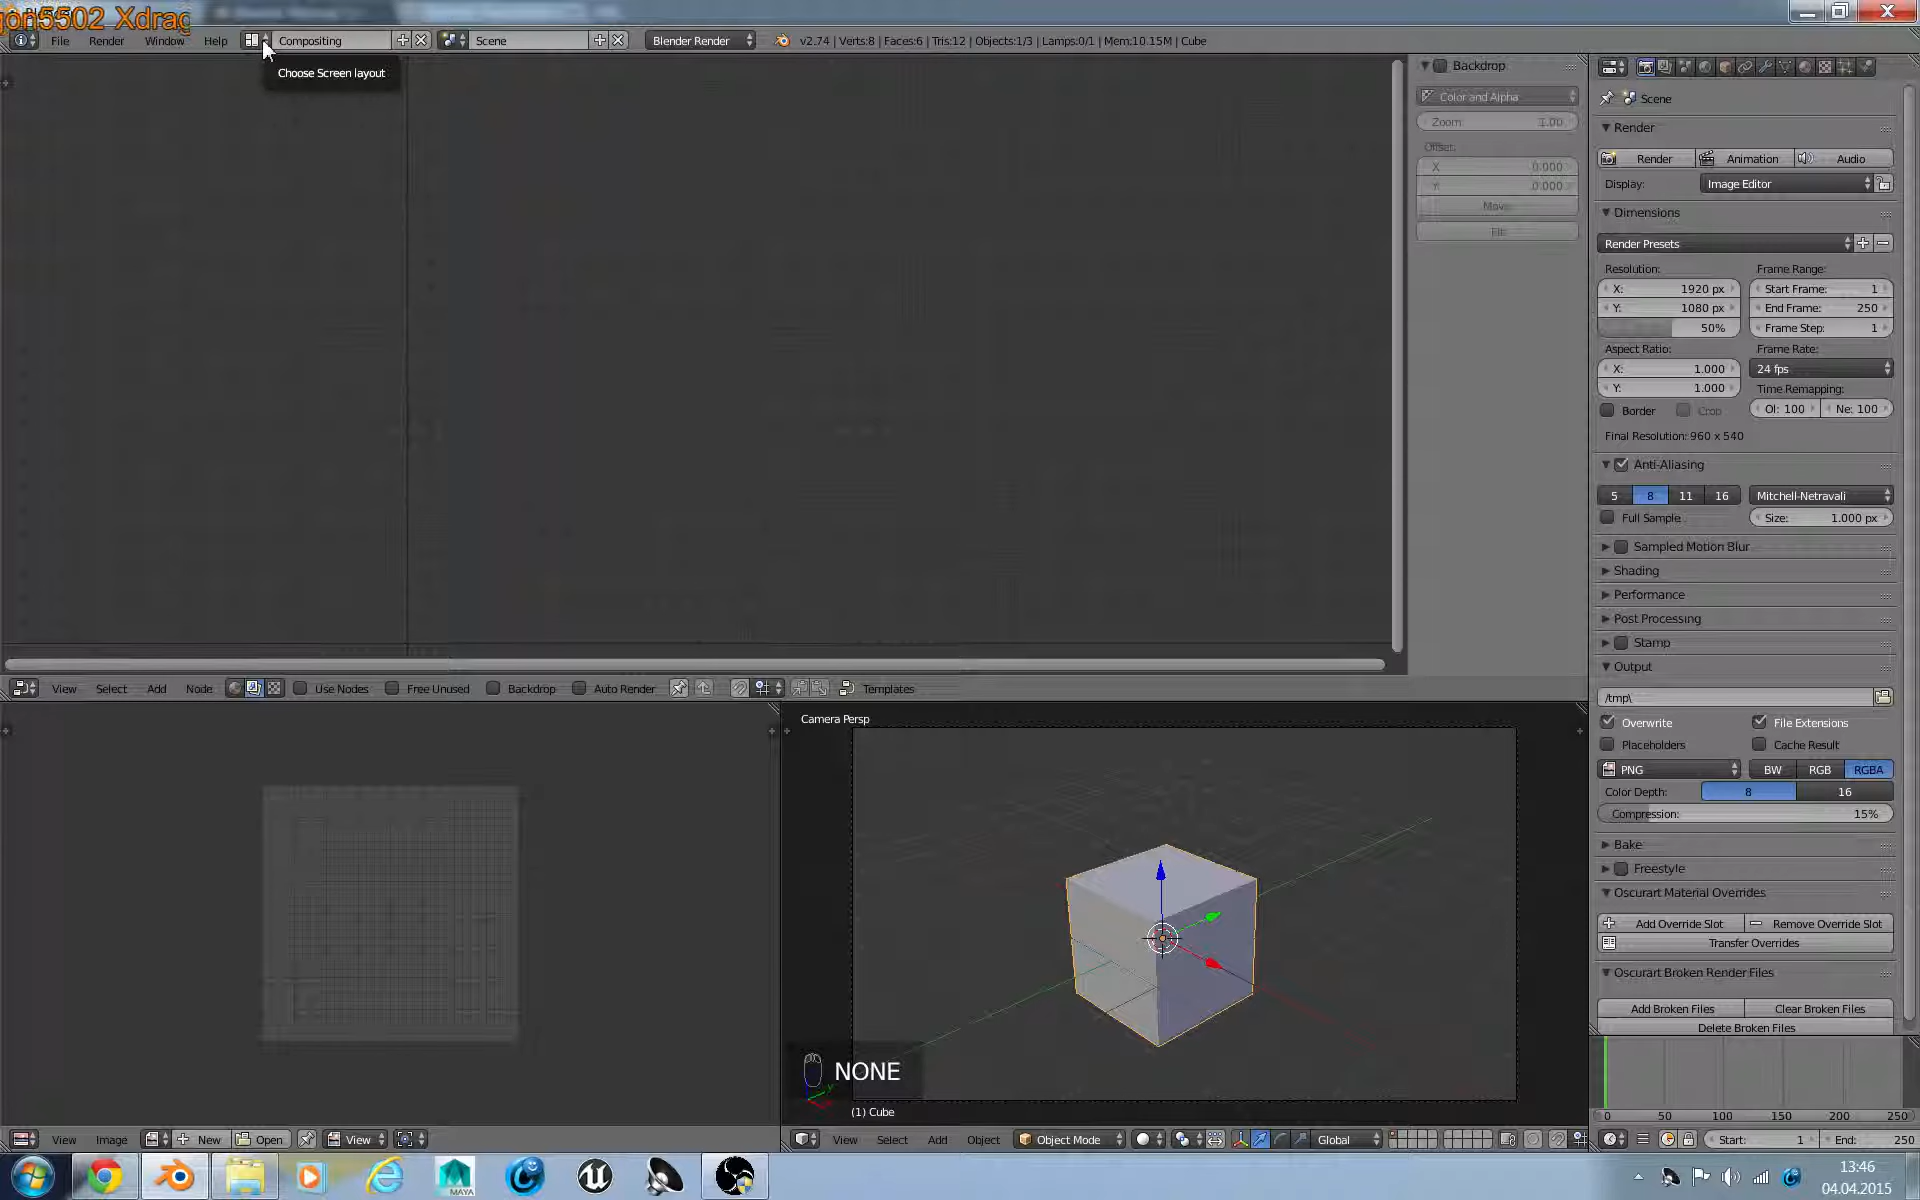 gon5502 Xdrag
File Render Window Help Compositing Scene Blender Render v2.74 | Verts:8 | Faces:6 | Tris:12 | Objects:1/3 | Lamps:0/1 | Mem:10.15M | Cube
Choose Screen layout
Backdrop
Color and Alpha
Zoom: 1.00
Offset:
X 0.000
Y: 0.000
Move
Fit
Scene
Render
Render Animation Audio
Display: Image Editor
Dimensions
Render Presets
Resolution: Frame Range:
X: 1920 px Start Frame: 1
Y: 1080 px End Frame: 250
50% Frame Step: 1
Aspect Ratio: Frame Rate:
X: 1.000 24 fps
Y: 1.000 Time Remapping:
Border Crop Ol: 100 Ne: 100
Final Resolution: 960 x 540
Anti-Aliasing
5 8 11 16 Mitchell-Netravali
Full Sample Size: 1.000 px
Sampled Motion Blur
Shading
Performance
Post Processing
Stamp
Output
/tmp\
Overwrite File Extensions
Placeholders Cache Result
PNG BW RGB RGBA
Color Depth: 8 16
Compression: 15%
Bake
Freestyle
Oscurart Material Overrides
Add Override Slot Remove Override Slot
Transfer Overrides
Oscurart Broken Render Files
Add Broken Files Clear Broken Files
Delete Broken Files
View Select Add Node Use Nodes Free Unused Backdrop Auto Render Templates
Camera Persp
NONE
(1) Cube
View Image New Open View
View Select Add Object Object Mode Global
0 50 100 150 200 250
Start: 1 End: 250
MAYA
13:46
04.04.2015